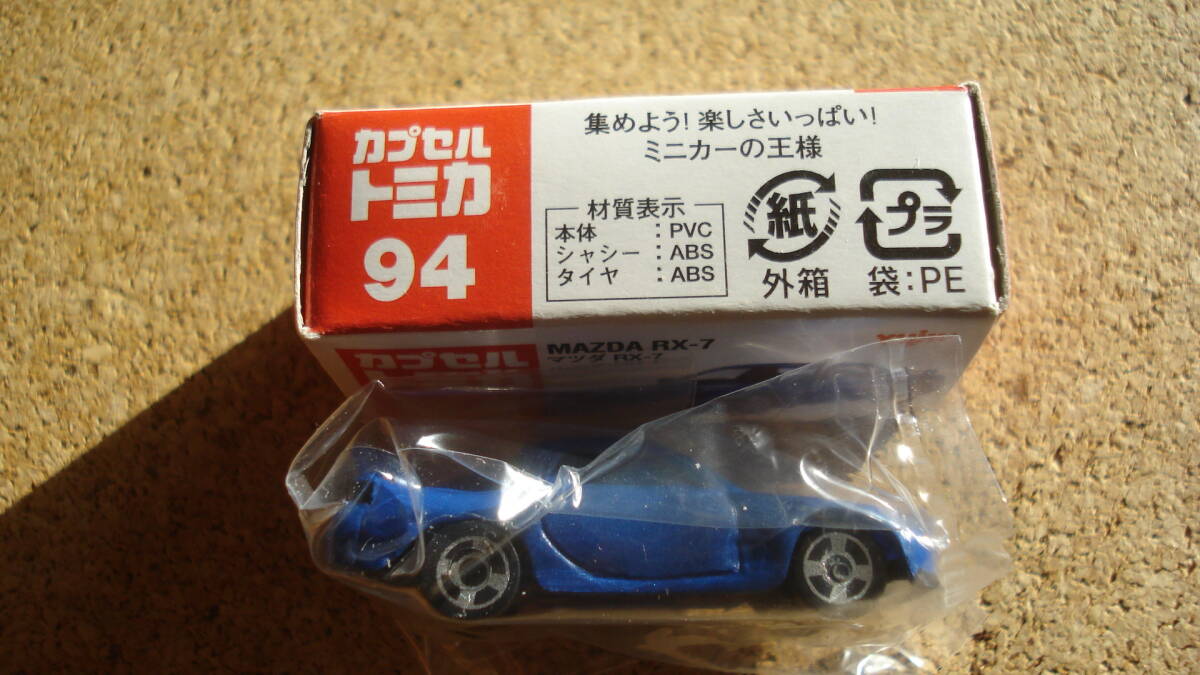 カプセル
トミカ
94
集めよう! 楽しさいっぱい!
ミニカーの王様
材質表示
本体 : PVC
シャシー : ABS
タイヤ : ABS
紙
外箱
プラ
袋:PE
カプセル
MAZDA RX-7
マツダ RX-7